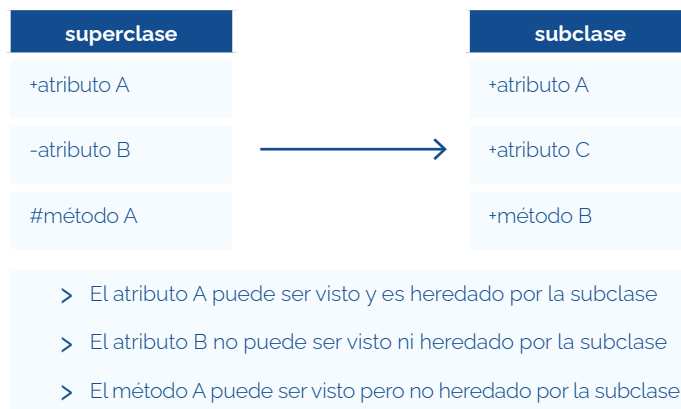 superclase
subclase
+atributo A
+atributo A
-atributo B
+atributo C
#método A
+método B
> El atributo A puede ser visto y es heredado por la subclase
> El atributo B no puede ser visto ni heredado por la subclase
> El método A puede ser visto pero no heredado por la subclase